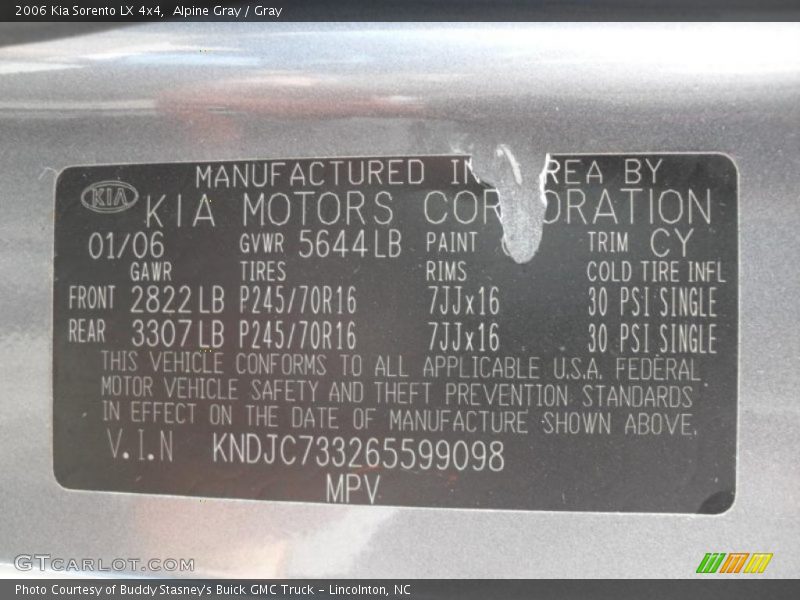 2006 Kia Sorento LX 4x4, Alpine Gray / Gray
MANUFACTURED IN REA BY
KIA
KIA MOTORS CORPORATION
01/06 GVWR 5644LB PAINT TRIM CY
GAWR TIRES RIMS COLD TIRE INFL
FRONT 2822LB P245/70R16 7JJx16 30 PSI SINGLE
REAR 3307LB P245/70R16 7JJx16 30 PSI SINGLE
THIS VEHICLE CONFORMS TO ALL APPLICABLE U.S.A. FEDERAL
MOTOR VEHICLE SAFETY AND THEFT PREVENTION STANDARDS
IN EFFECT ON THE DATE OF MANUFACTURE SHOWN ABOVE.
V.I.N KNDJC733265599098
MPV
GTCARLOT.COM
Photo Courtesy of Buddy Stasney's Buick GMC Truck - Lincolnton, NC